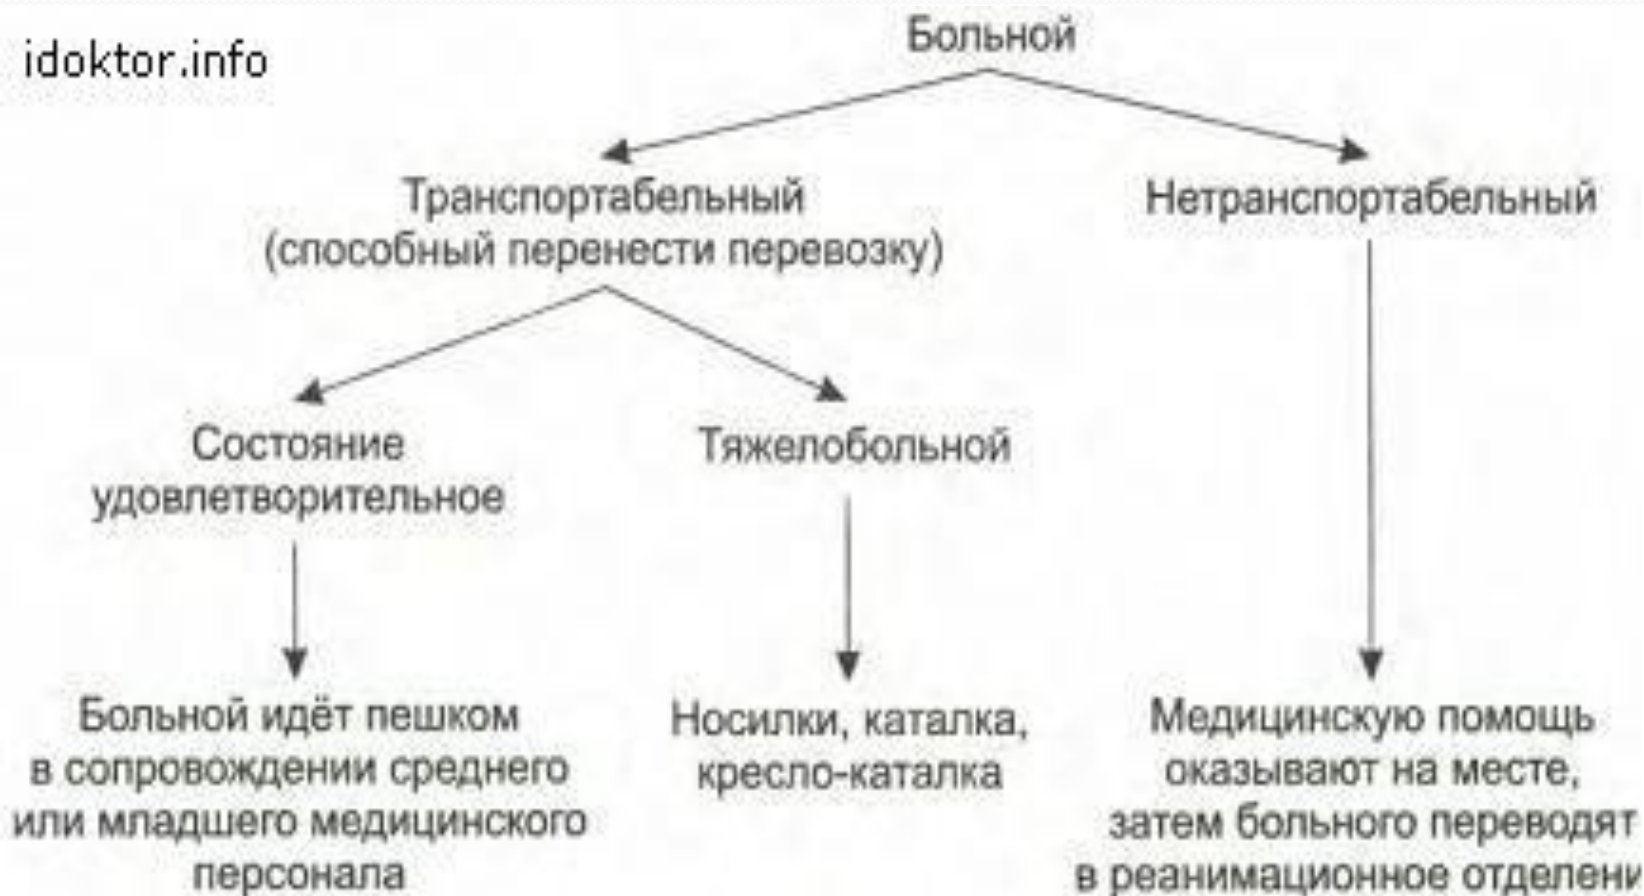 idoktor.info
Больной
Транспортабельный
(способный перенести перевозку)
Нетранспортабельный
Состояние
удовлетворительное
Тяжелобольной
Больной идёт пешком
в сопровождении среднего
или младшего медицинского
персонала
Носилки, каталка,
кресло-каталка
Медицинскую помощь
оказывают на месте,
затем больного переводят
в реанимационное отделени